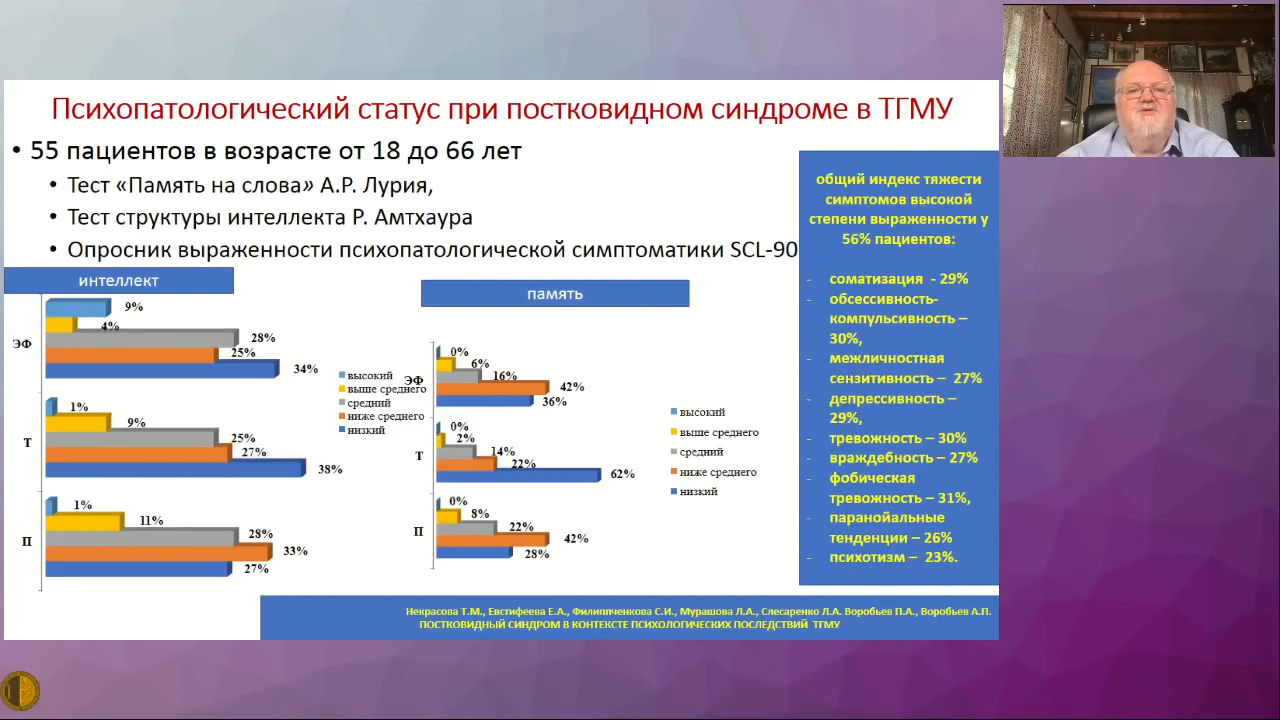 Психопатологический статус при постковидном синдроме в ТГМУ
• 55 пациентов в возрасте от 18 до 66 лет
• Тест «Память на слова» А.Р. Лурия,
• Тест структуры интеллекта Р. Амтхаура
• Опросник выраженности психопатологической симптоматики SCL-90
интеллект
ЭФ
9%
4%
28%
25%
34%
Т
1%
9%
25%
27%
38%
П
1%
11%
28%
33%
27%
высокий
выше среднего
средний
ниже среднего
низкий
память
ЭФ
0%
6%
16%
42%
36%
Т
0%
2%
14%
22%
62%
П
0%
8%
22%
42%
28%
высокий
выше среднего
средний
ниже среднего
низкий
общий индекс тяжести
симптомов высокой
степени выраженности у
56% пациентов:
- соматизация - 29%
- обсессивность-
компульсивность –
30%,
- межличностная
сензитивность – 27%
- депрессивность –
29%,
- тревожность – 30%
- враждебность – 27%
- фобическая
тревожность – 31%,
- паранойальные
тенденции – 26%
- психотизм – 23%.
Некрасова Т.М., Евстифеева Е.А., Филиппченкова С.И., Мурашова Л.А., Слесаренко Л.А. Воробьев П.А., Воробьев А.П.
ПОСТКОВИДНЫЙ СИНДРОМ В КОНТЕКСТЕ ПСИХОЛОГИЧЕСКИХ ПОСЛЕДСТВИЙ ТГМУ